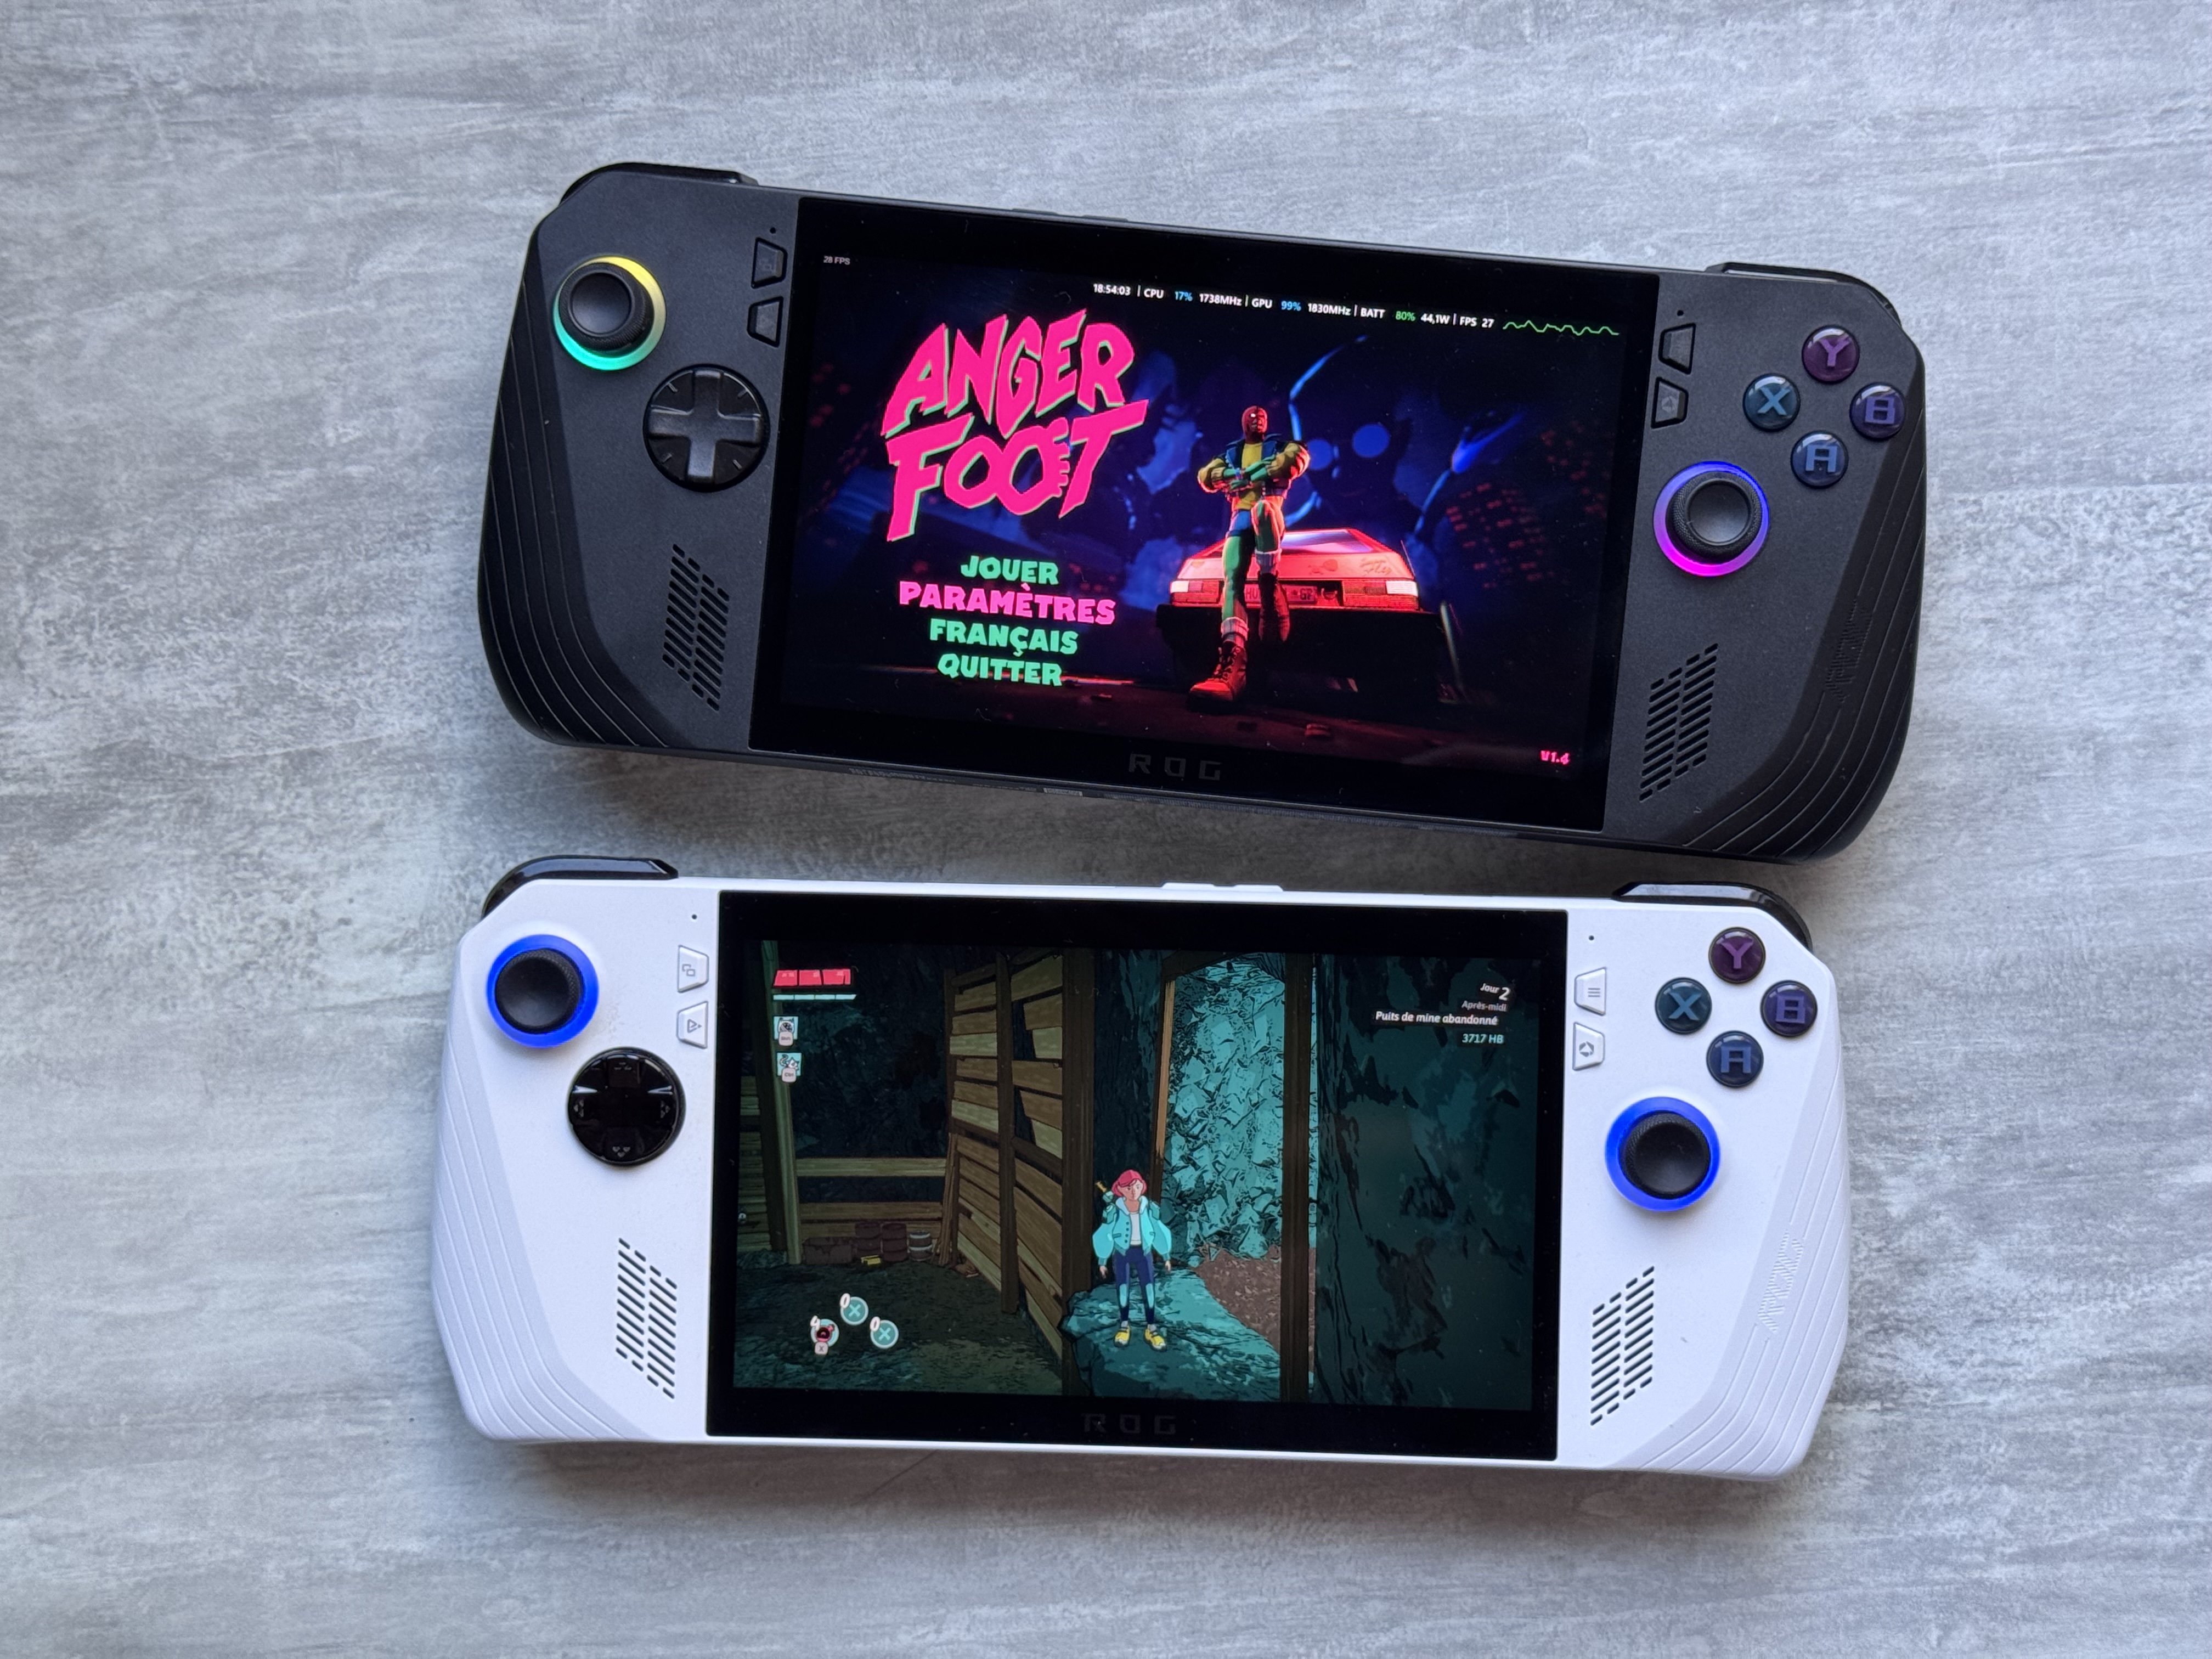 28 FPS
18:54:03 | CPU 17% 1738MHz | GPU 99% 1830MHz | BATT 80% 44,1W | FPS 27
ANGER
FOOT
JOUER
PARAMÈTRES
FRANÇAIS
QUITTER
V1.4
ROG
Y
X
B
A
Jour 2
Après-midi
Puits de mine abandonné
3717 HB
ROG
Y
X
B
A